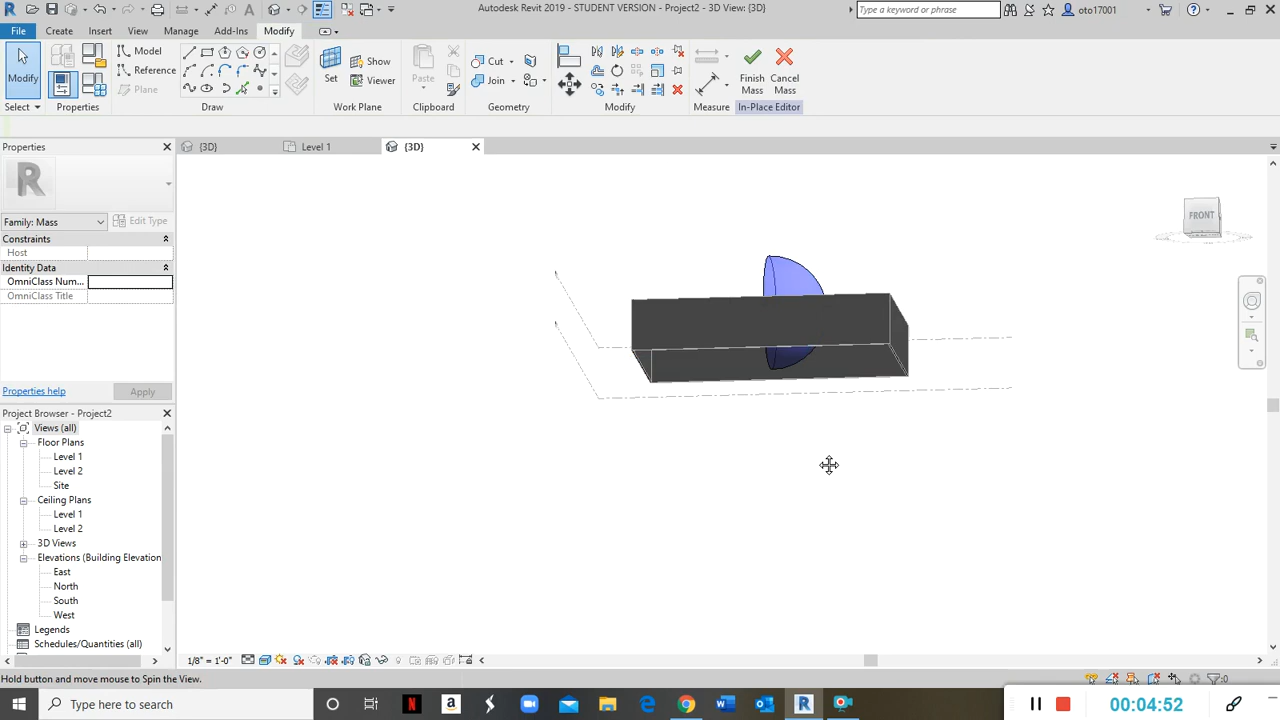 Autodesk Revit 2019 - STUDENT VERSION - Project2 - 3D View: {3D}
Type a keyword or phrase
oto17001
File
Create
Insert
View
Manage
Add-Ins
Modify
Modify
Select
Properties
Model
Reference
Plane
Draw
Set
Show
Viewer
Work Plane
Paste
Clipboard
Cut
Join
Geometry
Modify
Measure
Finish
Mass
Cancel
Mass
In-Place Editor
Properties
{3D}
Level 1
{3D}
R
Family: Mass
Edit Type
Constraints
Host
Identity Data
OmniClass Num...
OmniClass Title
Properties help
Apply
Project Browser - Project2
Views (all)
Floor Plans
Level 1
Level 2
Site
Ceiling Plans
Level 1
Level 2
3D Views
Elevations (Building Elevation
East
North
South
West
Legends
Schedules/Quantities (all)
FRONT
1/8" = 1'-0"
Hold button and move mouse to Spin the View.
:0
Type here to search
00:04:52